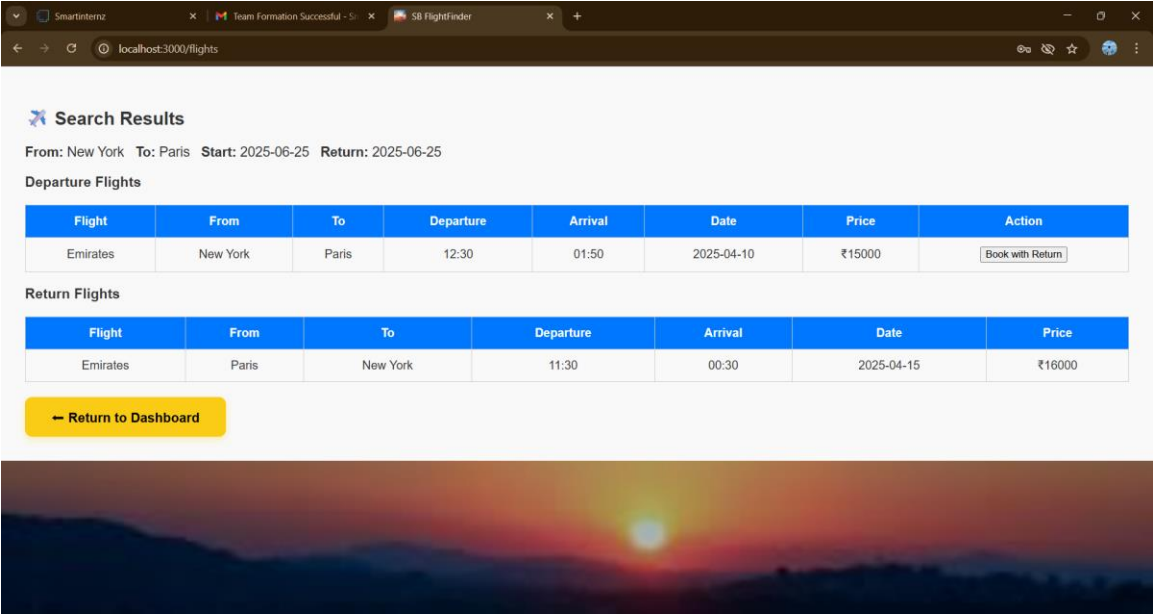 Smartinternz
Team Formation Successful - S
SB FlightFinder
localhost:3000/flights
Search Results
From: New York To: Paris Start: 2025-06-25 Return: 2025-06-25
Departure Flights
Flight From To Departure Arrival Date Price Action
Emirates New York Paris 12:30 01:50 2025-04-10 ₹15000 Book with Return
Return Flights
Flight From To Departure Arrival Date Price
Emirates Paris New York 11:30 00:30 2025-04-15 ₹16000
← Return to Dashboard